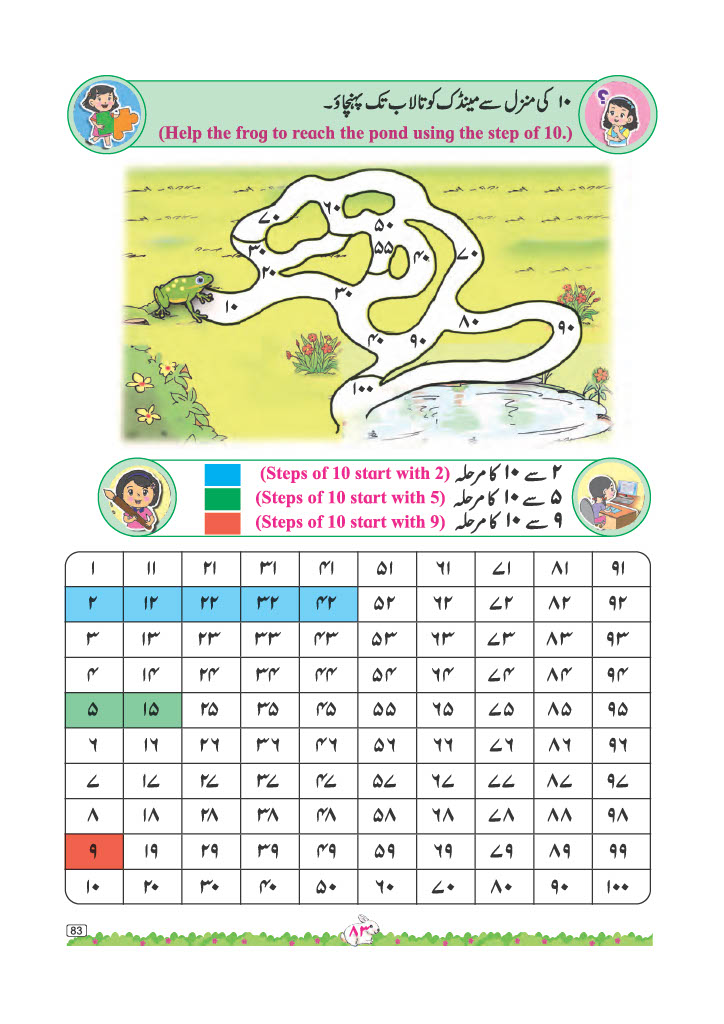 ۱۰ کی منزل سے مینڈک کو تالاب تک پہنچاؤ۔
(Help the frog to reach the pond using the step of 10.)
۶۰
۷۰
۵۰
۳۰
۵۵
۴۰
۷۰
۲۰
۱۰
۳۰
۸۰
۹۰
۴۰
۹۰
۱۰۰
(Steps of 10 start with 2) ۲ سے ۱۰ کا مرحلہ
(Steps of 10 start with 5) ۵ سے ۱۰ کا مرحلہ
(Steps of 10 start with 9) ۹ سے ۱۰ کا مرحلہ
۱ ۱۱ ۲۱ ۳۱ ۴۱ ۵۱ ۶۱ ۷۱ ۸۱ ۹۱
۲ ۱۲ ۲۲ ۳۲ ۴۲ ۵۲ ۶۲ ۷۲ ۸۲ ۹۲
۳ ۱۳ ۲۳ ۳۳ ۴۳ ۵۳ ۶۳ ۷۳ ۸۳ ۹۳
۴ ۱۴ ۲۴ ۳۴ ۴۴ ۵۴ ۶۴ ۷۴ ۸۴ ۹۴
۵ ۱۵ ۲۵ ۳۵ ۴۵ ۵۵ ۶۵ ۷۵ ۸۵ ۹۵
۶ ۱۶ ۲۶ ۳۶ ۴۶ ۵۶ ۶۶ ۷۶ ۸۶ ۹۶
۷ ۱۷ ۲۷ ۳۷ ۴۷ ۵۷ ۶۷ ۷۷ ۸۷ ۹۷
۸ ۱۸ ۲۸ ۳۸ ۴۸ ۵۸ ۶۸ ۷۸ ۸۸ ۹۸
۹ ۱۹ ۲۹ ۳۹ ۴۹ ۵۹ ۶۹ ۷۹ ۸۹ ۹۹
۱۰ ۲۰ ۳۰ ۴۰ ۵۰ ۶۰ ۷۰ ۸۰ ۹۰ ۱۰۰
83
۸۳